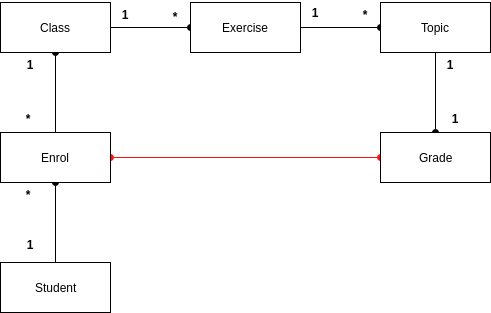 Class
1
*
Exercise
1
*
Topic
1
1
*
1
Enrol
Grade
*
1
Student